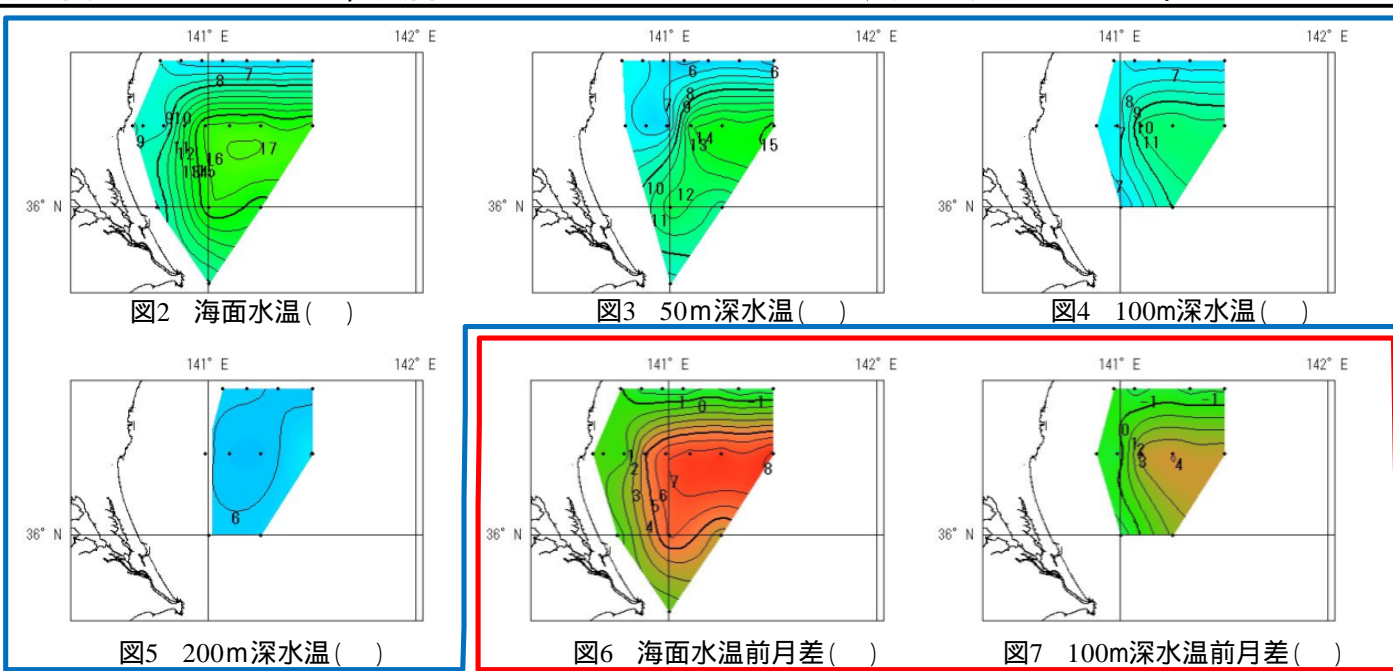 141° E 142° E 141° E 142° E 141° E 142° E
36° N 36° N 36° N
7 8 9 10 9 11 12 15 16 17
6 6 7 8 9 14 13 15 10 12 11
7 8 9 10 7 11 7
図2 海面水温( ) 図3 50m深水温( ) 図4 100m深水温( )
141° E 142° E 141° E 142° E 141° E 142° E
36° N 36° N 36° N
6
-1 0 -1 1 2 3 4 5 6 7 8
-1 -1 0 1 2 3 4
図5 200m深水温( ) 図6 海面水温前月差( ) 図7 100m深水温前月差( )